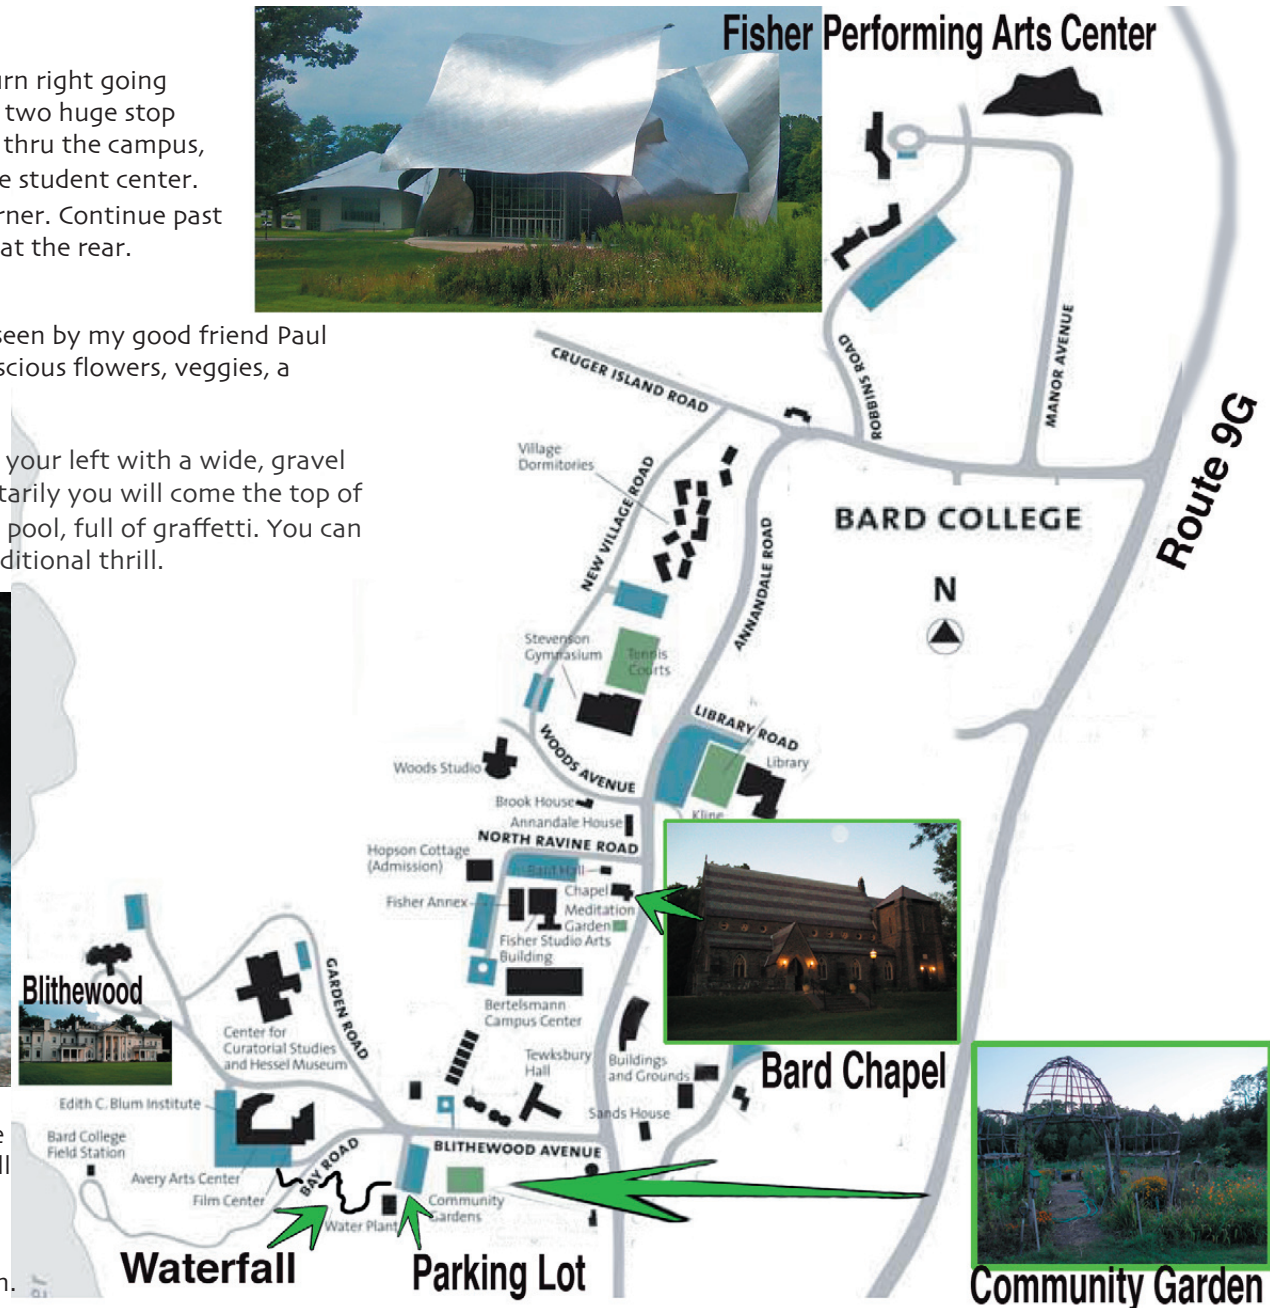 Fisher Performing Arts Center
urn right going
two huge stop
thru the campus,
e student center.
rner. Continue past
at the rear.
seen by my good friend Paul
scious flowers, veggies, a
your left with a wide, gravel
tarily you will come the top of
pool, full of graffetti. You can
ditional thrill.
CRUGER ISLAND ROAD
ROBBINS ROAD
MANOR AVENUE
Route 9G
Village
Dormitories
NEW VILLAGE ROAD
ANNANDALE ROAD
BARD COLLEGE
N
Stevenson
Gymnasium
Tennis
Courts
LIBRARY ROAD
Library
Woods Studio
WOODS AVENUE
Brook House
Annandale House
Kline
NORTH RAVINE ROAD
Hopson Cottage
(Admission)
Bard Hall
Chapel
Fisher Annex
Meditation
Garden
Fisher Studio Arts
Building
Bertelsmann
Campus Center
Blithewood
GARDEN ROAD
Center for
Curatorial Studies
and Hessel Museum
Tewksbury
Hall
Buildings
and Grounds
Bard Chapel
Sands House
Edith C. Blum Institute
e
ll
Bard College
Field Station
BLITHEWOOD AVENUE
BAY ROAD
Avery Arts Center
Film Center
Community
Gardens
Water Plant
Waterfall
Parking Lot
Community Garden
n.
er